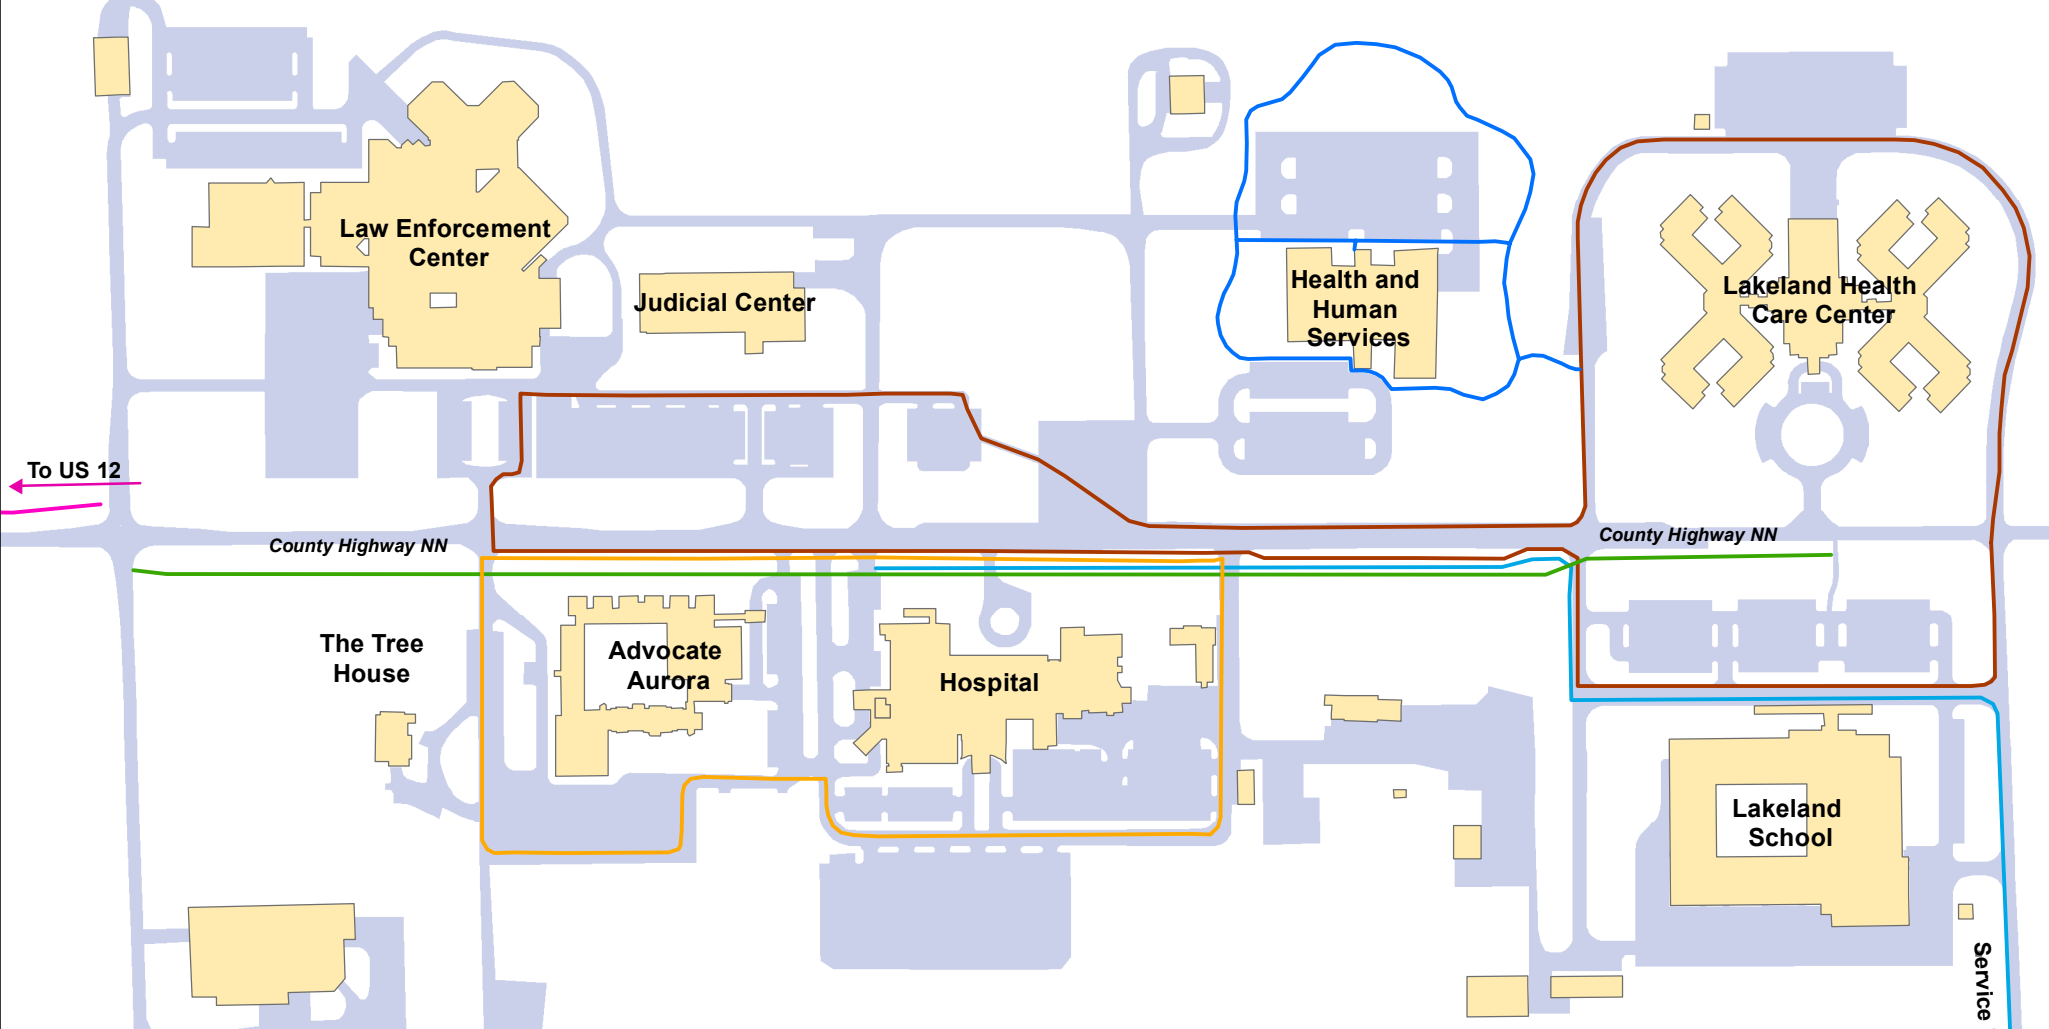 Law Enforcement
Center
Judicial Center
Health and
Human
Services
Lakeland Health
Care Center
To US 12
County Highway NN
County Highway NN
The Tree
House
Advocate
Aurora
Hospital
Lakeland
School
Service